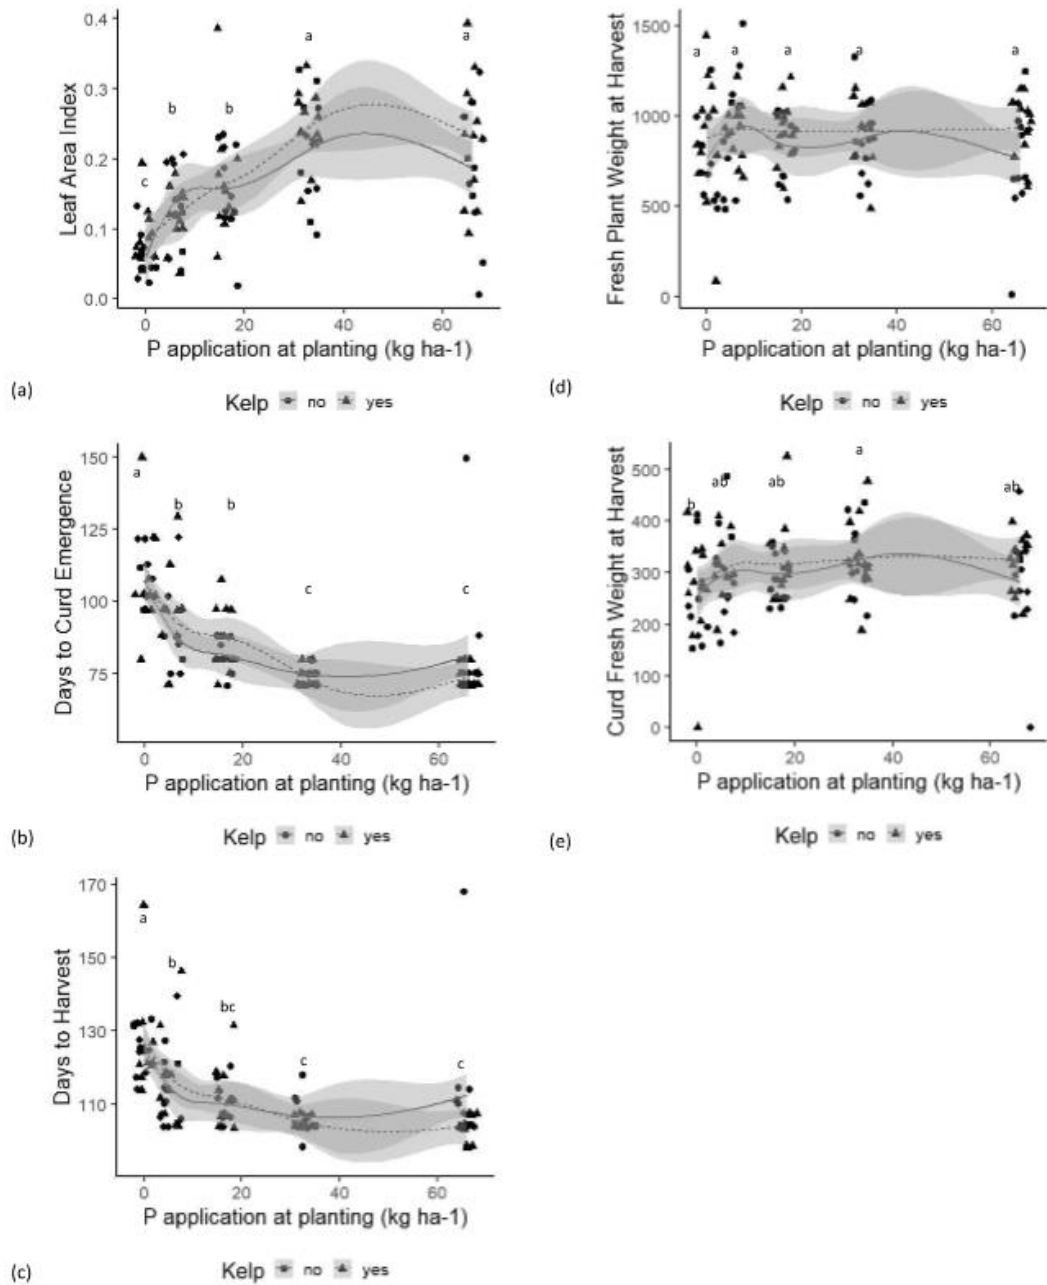 0.4
0.3
0.2
0.1
0.0
Leaf Area Index
c
b
b
a
a
0
20
40
60
P application at planting (kg ha-1)
(a)
Kelp no yes
1500
1000
500
0
Fresh Plant Weight at Harvest
a
a
a
a
a
0
20
40
60
P application at planting (kg ha-1)
(d)
Kelp no yes
150
125
100
75
Days to Curd Emergence
a
b
b
c
c
0
20
40
60
P application at planting (kg ha-1)
(b)
Kelp no yes
500
400
300
200
100
0
Curd Fresh Weight at Harvest
b
ab
ab
a
ab
0
20
40
60
P application at planting (kg ha-1)
(e)
Kelp no yes
170
150
130
110
Days to Harvest
a
b
bc
c
c
0
20
40
60
P application at planting (kg ha-1)
(c)
Kelp no yes